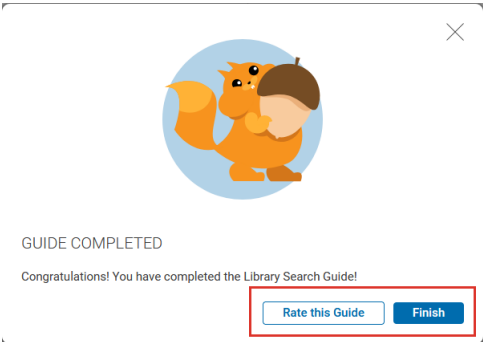 GUIDE COMPLETED
Congratulations! You have completed the Library Search Guide!
Rate this Guide
Finish